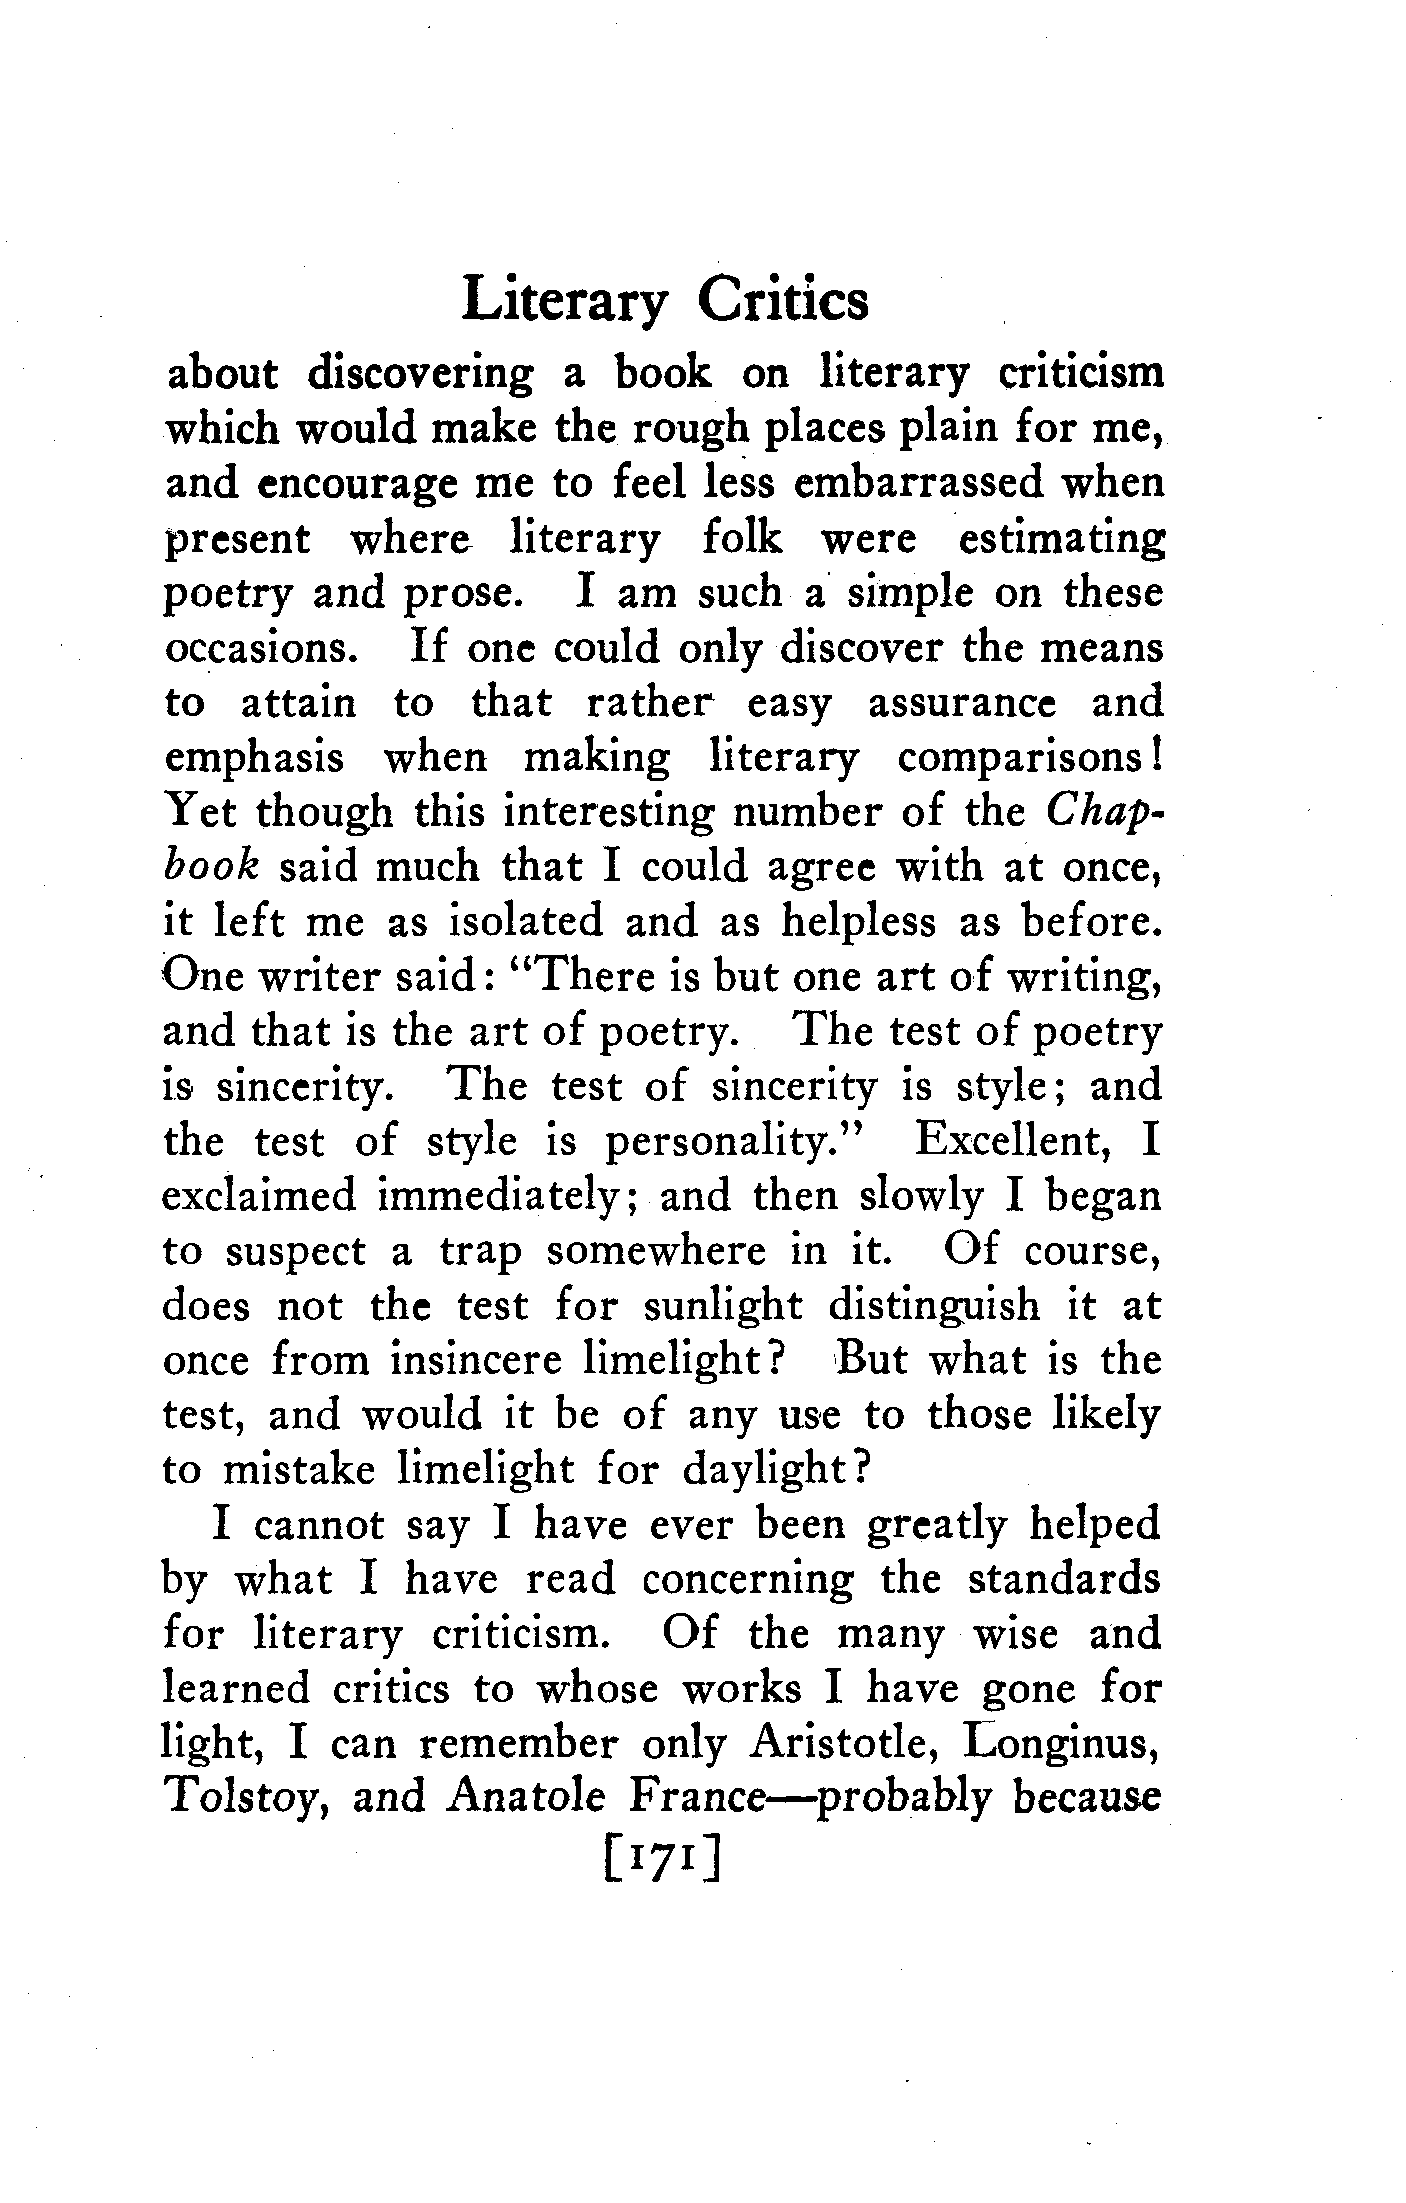 Literary Critics
about discovering a book on literary criticism
which would make the rough places plain for me,
and encourage me to feel less embarrassed when
present where literary folk were estimating
poetry and prose. I am such a simple on these
occasions. If one could only discover the means
to attain to that rather easy assurance and
emphasis when making literary comparisons!
Yet though this interesting number of the Chap-
book said much that I could agree with at once,
it left me as isolated and as helpless as before.
One writer said: “There is but one art of writing,
and that is the art of poetry. The test of poetry
is sincerity. The test of sincerity is style; and
the test of style is personality.” Excellent, I
exclaimed immediately; and then slowly I began
to suspect a trap somewhere in it. Of course,
does not the test for sunlight distinguish it at
once from insincere limelight? But what is the
test, and would it be of any use to those likely
to mistake limelight for daylight?
I cannot say I have ever been greatly helped
by what I have read concerning the standards
for literary criticism. Of the many wise and
learned critics to whose works I have gone for
light, I can remember only Aristotle, Longinus,
Tolstoy, and Anatole France—probably because
[171]